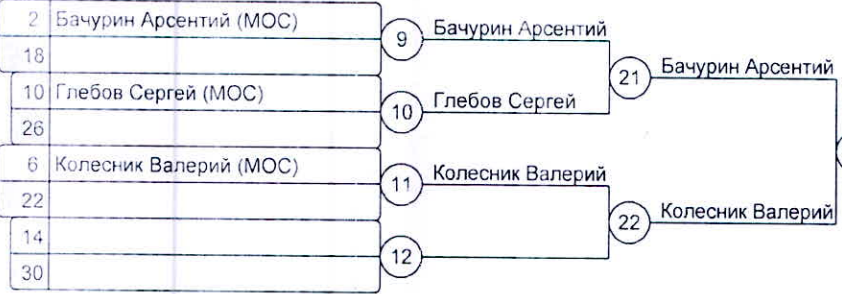 2 Бачурин Арсентий (МОС)
18
9
Бачурин Арсентий
10 Глебов Сергей (МОС)
26
10
Глебов Сергей
21
Бачурин Арсентий
6 Колесник Валерий (МОС)
22
11
Колесник Валерий
14
30
12
22
Колесник Валерий